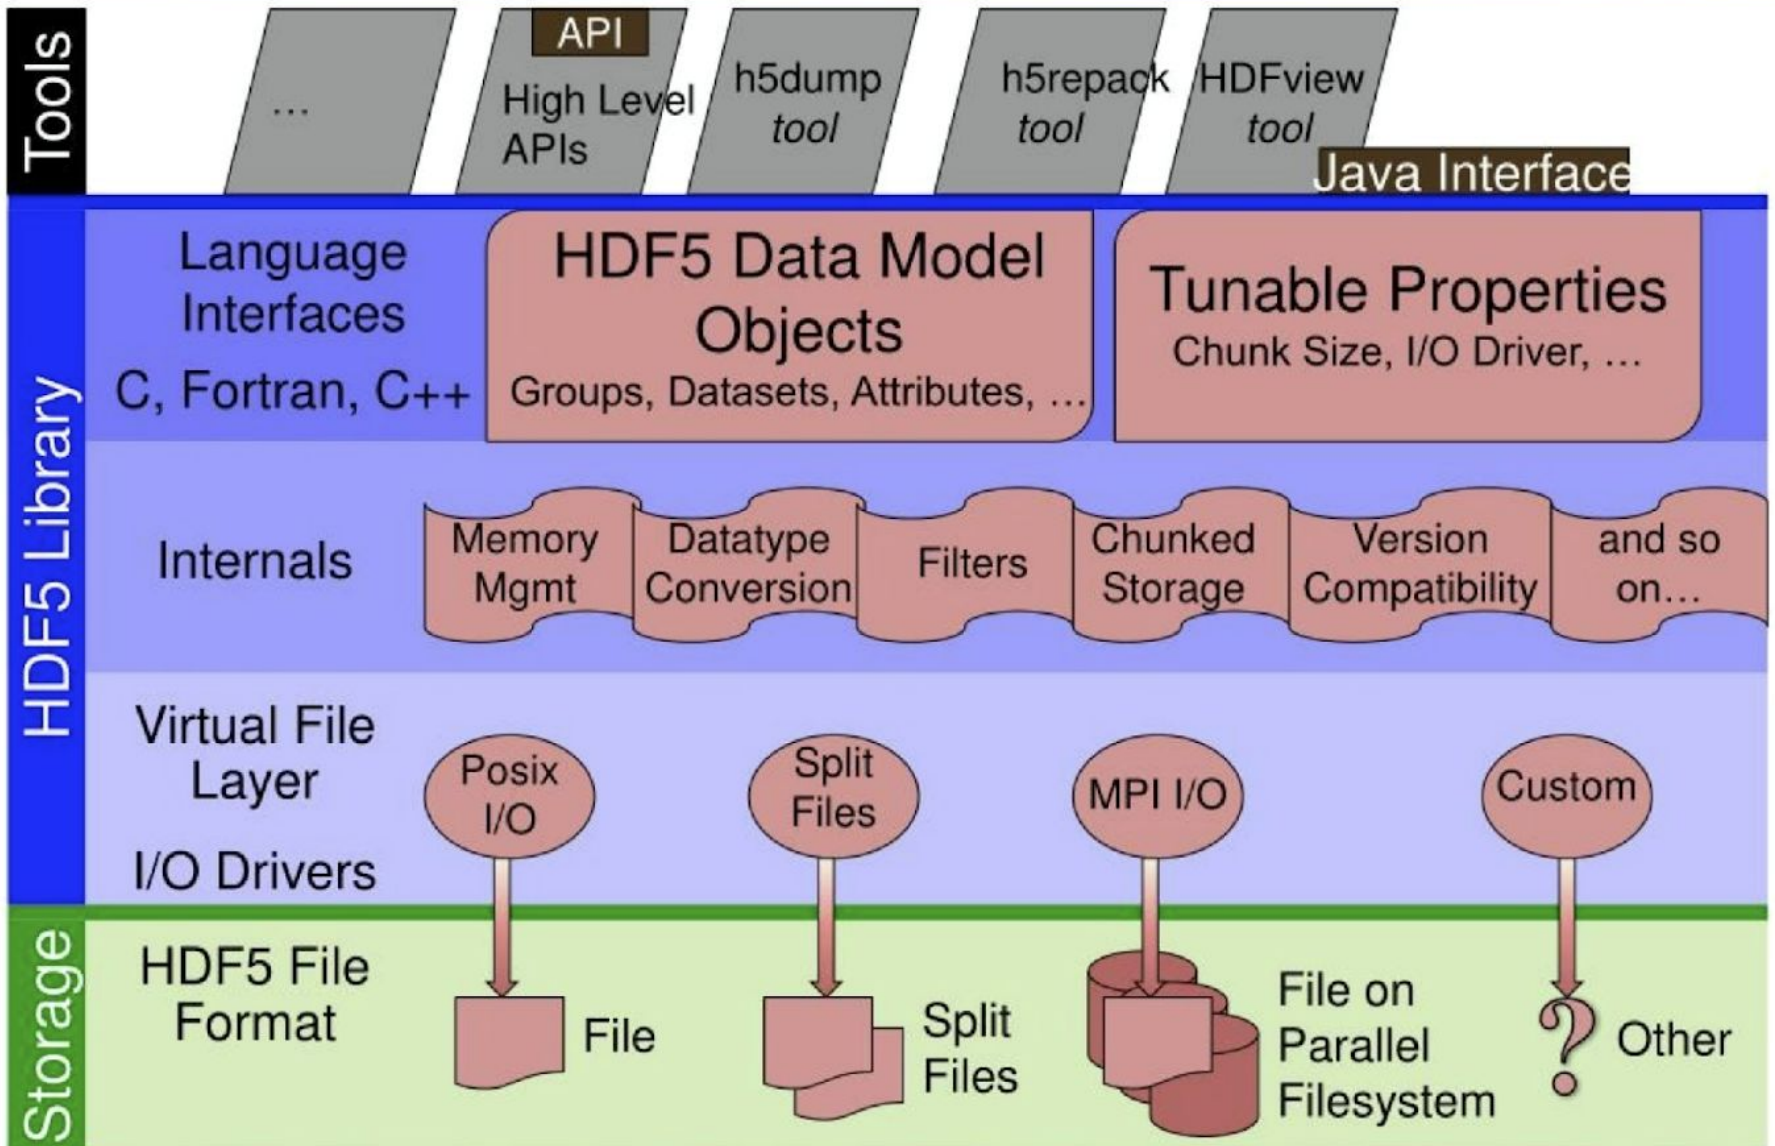 Tools
...
API
High Level
APIs
h5dump
tool
h5repack
tool
HDFview
tool
Java Interface
HDF5 Library
Language
Interfaces
C, Fortran, C++
HDF5 Data Model
Objects
Groups, Datasets, Attributes, ...
Tunable Properties
Chunk Size, I/O Driver, ...
Internals
Memory
Mgmt
Datatype
Conversion
Filters
Chunked
Storage
Version
Compatibility
and so
on...
Virtual File
Layer
I/O Drivers
Posix
I/O
Split
Files
MPI I/O
Custom
Storage
HDF5 File
Format
File
Split
Files
File on
Parallel
Filesystem
?
Other